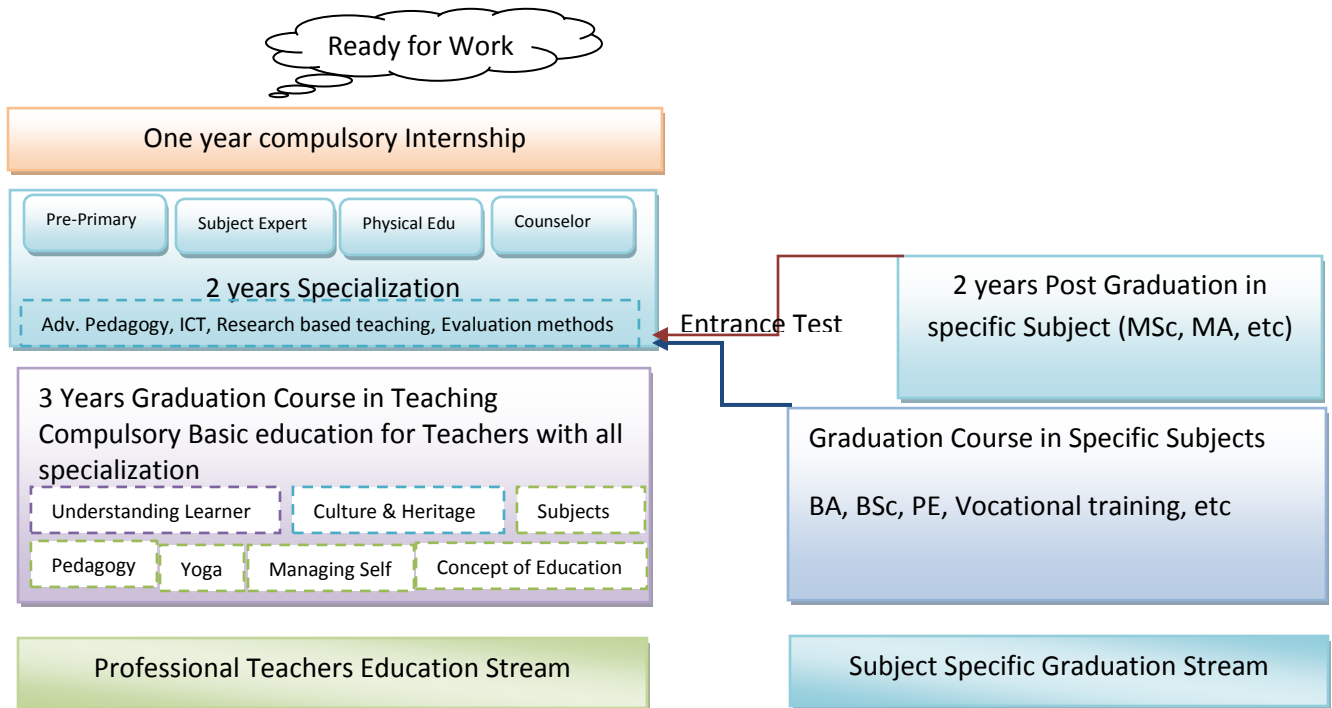 Ready for Work
One year compulsory Internship
Pre-Primary
Subject Expert
Physical Edu
Counselor
2 years Specialization
Adv. Pedagogy, ICT, Research based teaching, Evaluation methods
Entrance Test
2 years Post Graduation in
specific Subject (MSc, MA, etc)
3 Years Graduation Course in Teaching
Compulsory Basic education for Teachers with all
specialization
Understanding Learner
Culture & Heritage
Subjects
Pedagogy
Yoga
Managing Self
Concept of Education
Graduation Course in Specific Subjects
BA, BSc, PE, Vocational training, etc
Professional Teachers Education Stream
Subject Specific Graduation Stream